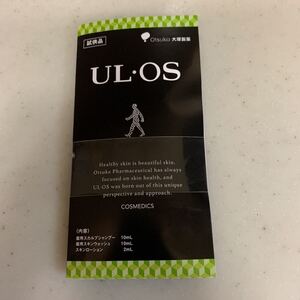 試供品
Otsuka 大塚製薬
UL·OS
Healthy skin is beautiful skin.
Otsuka Pharmaceutical has always
focused on skin health, and
UL·OS was born out of this unique
perspective and approach.
COSMEDICS
〈内容〉
薬用スカルプシャンプー 10mL
薬用スキンウォッシュ 10mL
スキンローション 2mL